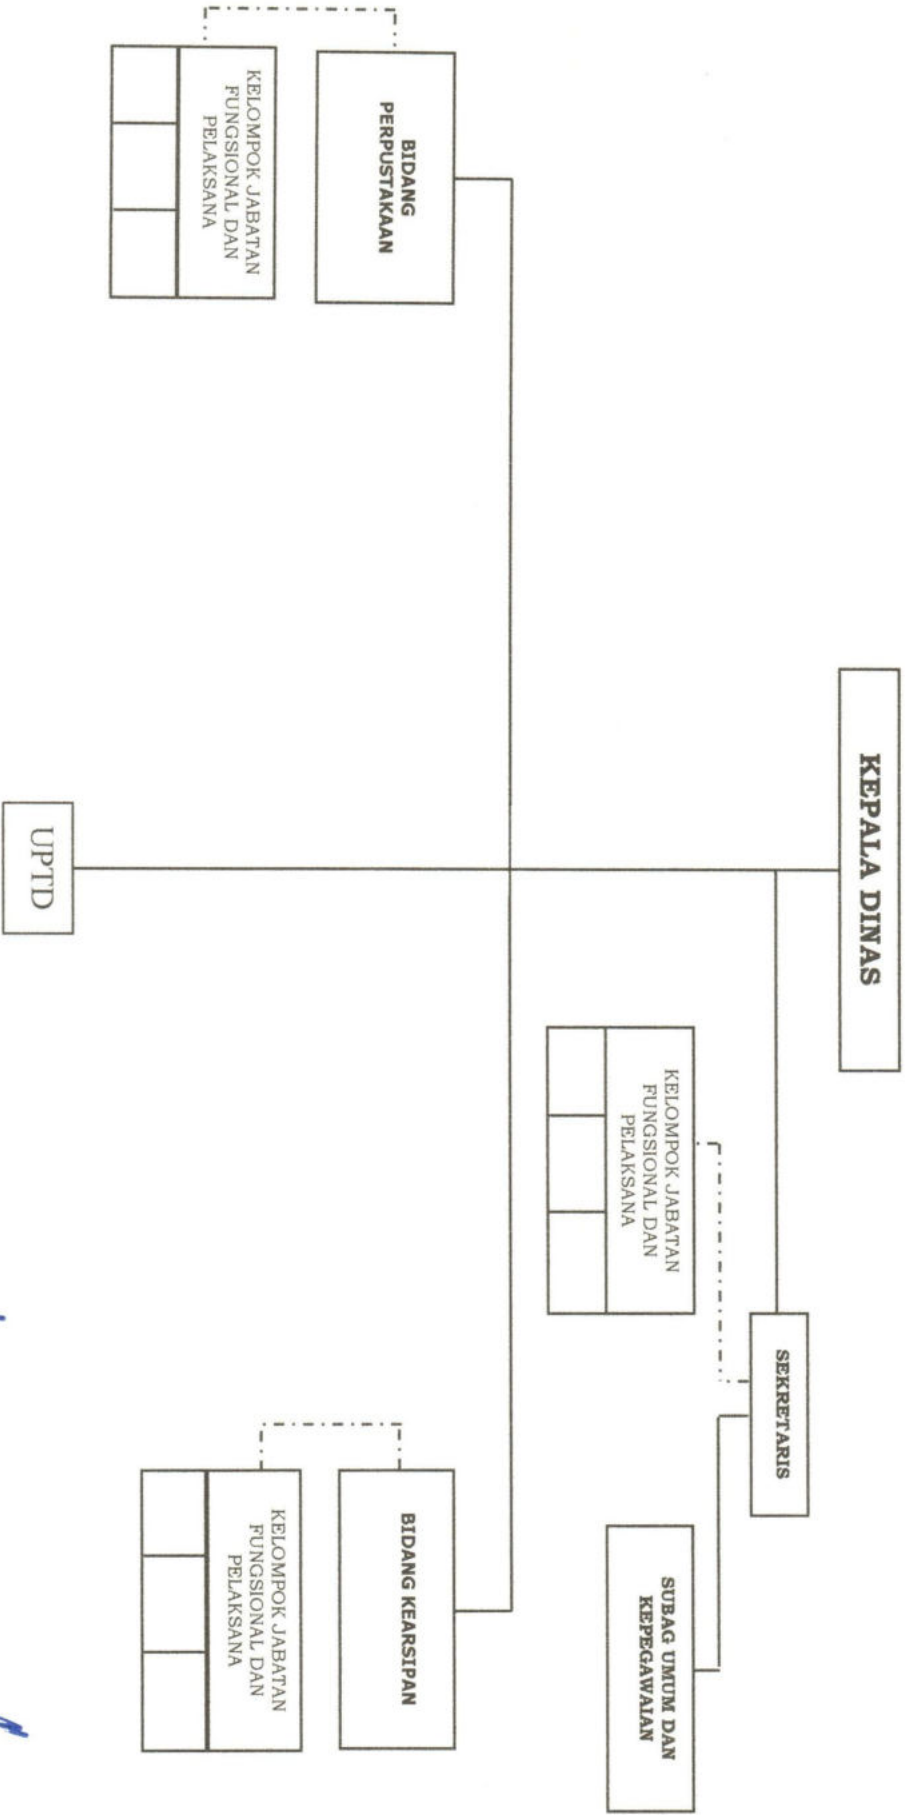 KEPALA DINAS
SEKRETARIS
KELOMPOK JABATAN
FUNGSIONAL DAN
PELAKSANA
SUBAG UMUM DAN
KEPEGAWAIAN
BIDANG
PERPUSTAKAAN
BIDANG KEARSIPAN
KELOMPOK JABATAN
FUNGSIONAL DAN
PELAKSANA
KELOMPOK JABATAN
FUNGSIONAL DAN
PELAKSANA
UPTD